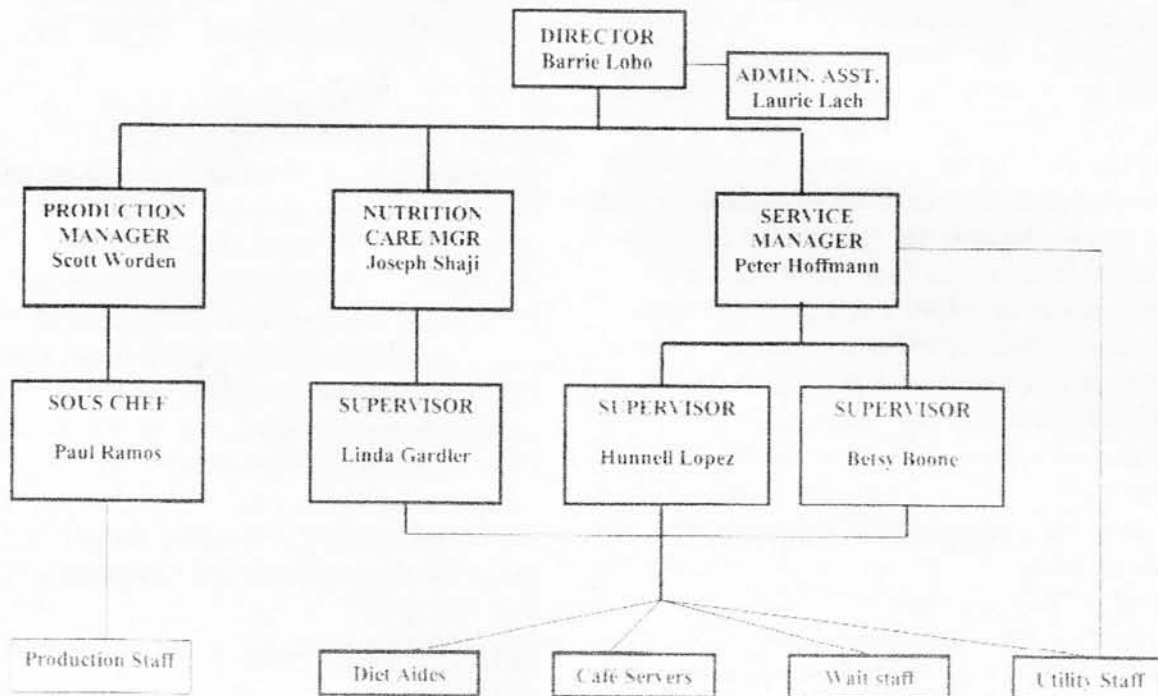 DIRECTOR
Barrie Lobo
ADMIN. ASST.
Laurie Lach
PRODUCTION
MANAGER
Scott Worden
NUTRITION
CARE MGR
Joseph Shaji
SERVICE
MANAGER
Peter Hoffmann
SOUS CHEF
Paul Ramos
SUPERVISOR
Linda Gardler
SUPERVISOR
Hunnell Lopez
SUPERVISOR
Betsy Boone
Production Staff
Diet Aides
Café Servers
Wait staff
Utility Staff